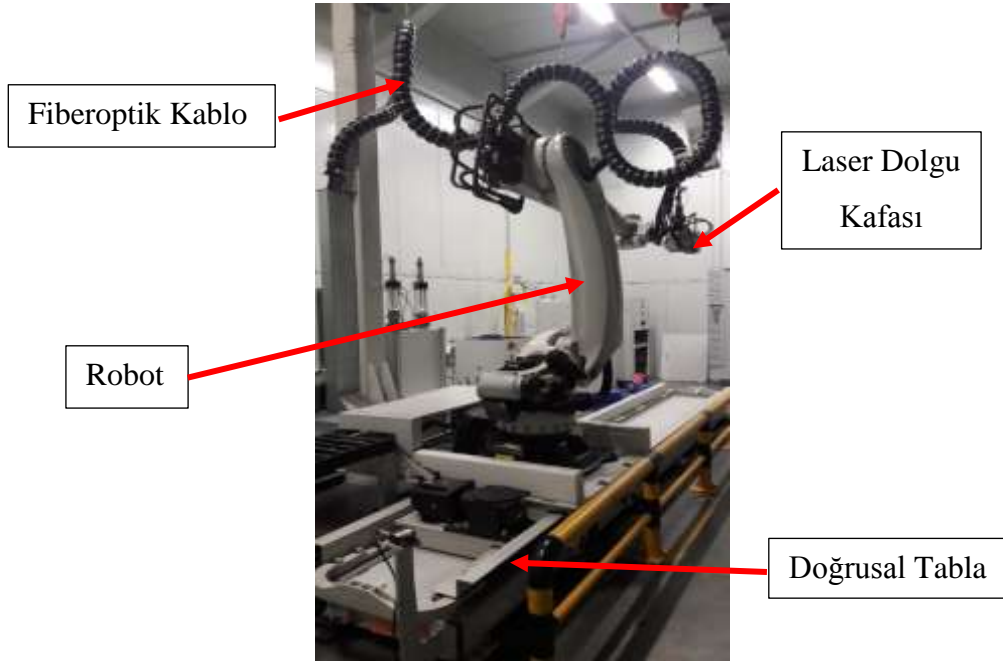 Fiberoptik Kablo
Laser Dolgu
Kafası
Robot
Doğrusal Tabla